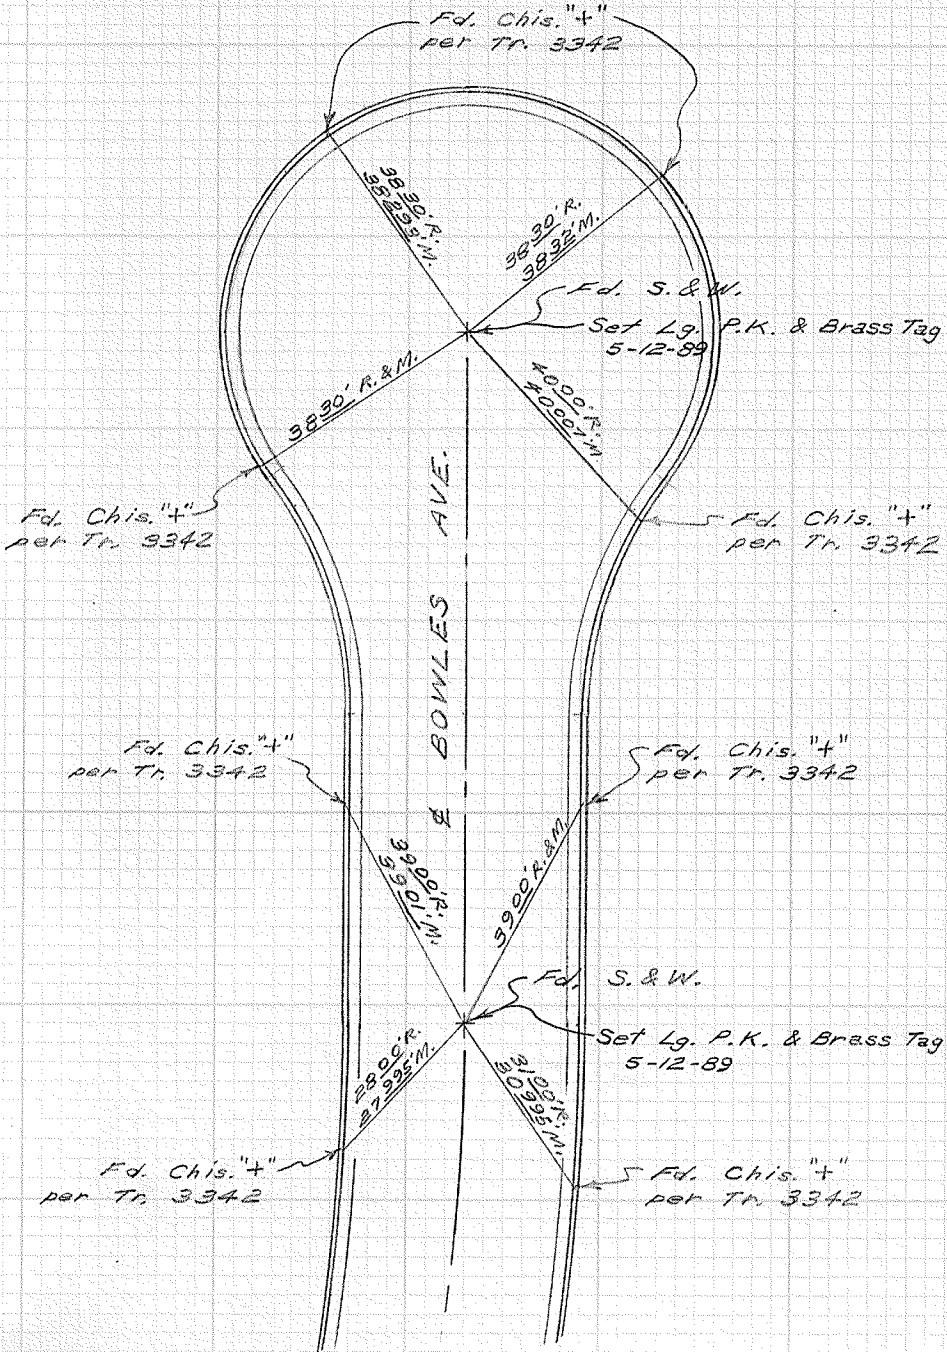 Fd. Chis. "+"
per Tr. 3342
38 30' R.
38 293' M.
38 30' R.
38 32' M.
Fd. S. & W.
Set Lg. P.K. & Brass Tag
5-12-89
38 30' R. & M.
40 00' R.
40 007' M.
Fd. Chis. "+"
per Tr. 3342
Fd. Chis. "+"
per Tr. 3342
℄ BOWLES AVE.
Fd. Chis. "+"
per Tr. 3342
Fd. Chis. "+"
per Tr. 3342
39 00' R.
39 00' R. & M.
Fd. S. & W.
Set Lg. P.K. & Brass Tag
5-12-89
28 00' R.
27 995' M.
31 00' R.
30 995' M.
Fd. Chis. "+"
per Tr. 3342
Fd. Chis. "+"
per Tr. 3342